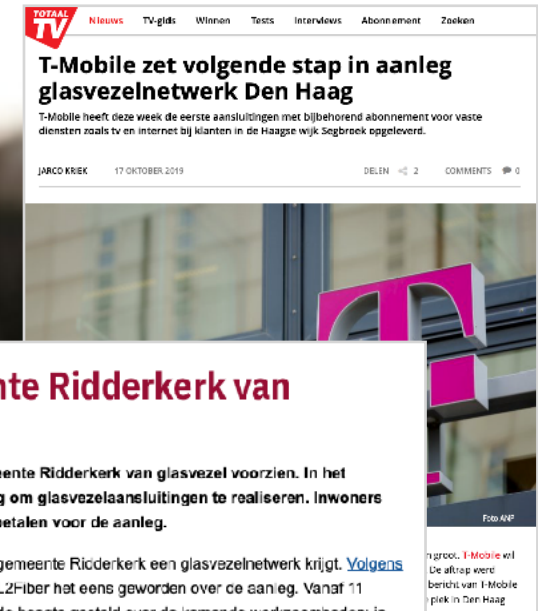 TOTAAL
TV
Nieuws TV-gids Winnen Tests Interviews Abonnement Zoeken
T-Mobile zet volgende stap in aanleg
glasvezelnetwerk Den Haag
T-Mobile heeft deze week de eerste aansluitingen met bijbehorend abonnement voor vaste
diensten zoals tv en internet bij klanten in de Haagse wijk Segbroek opgeleverd.
JARCO KRIEK 17 OKTOBER 2019 DELEN 2 COMMENTS 0
T
Foto ANP
n groot. T-Mobile wil
De aftrap werd
bericht van T-Mobile
plek in Den Haag
nte Ridderkerk van
eente Ridderkerk van glasvezel voorzien. In het
g om glasvezelaansluitingen te realiseren. Inwoners
betalen voor de aanleg.
gemeente Ridderkerk een glasvezelnetwerk krijgt. Volgens
L2Fiber het eens geworden over de aanleg. Vanaf 11